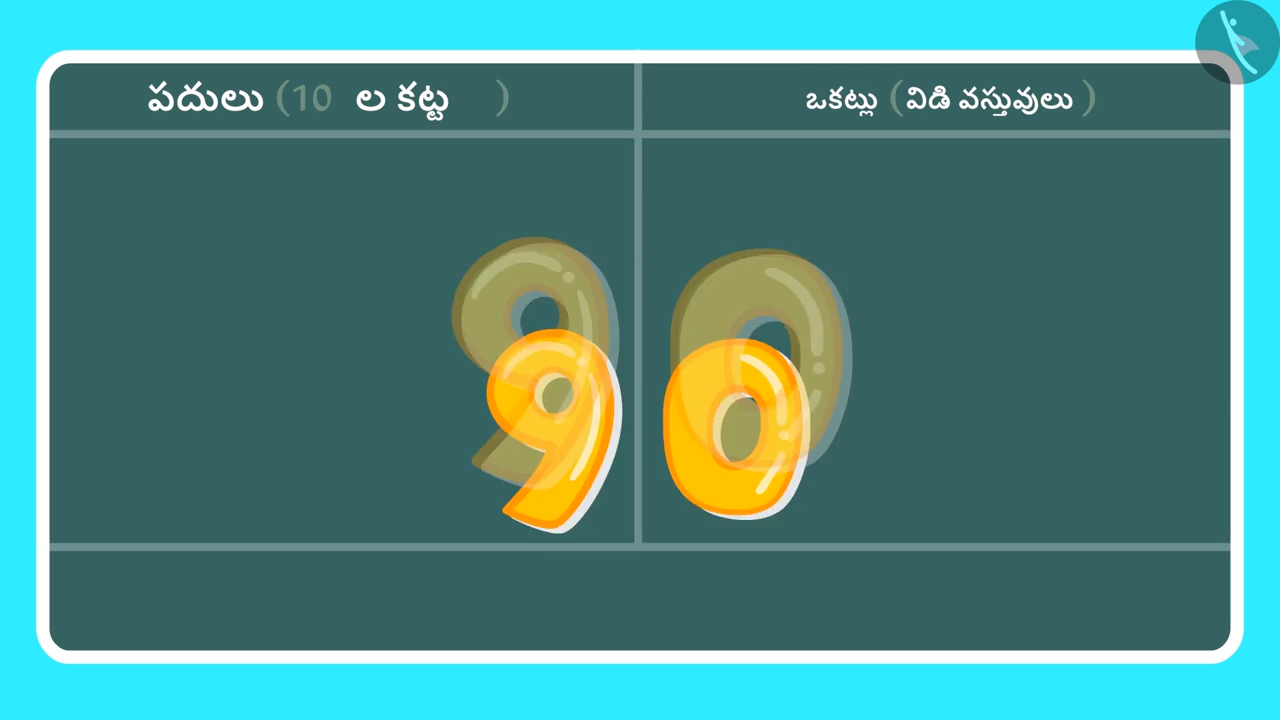 పదులు (10 ల కట్ట )
ఒకట్లు (విడి వస్తువులు )
90